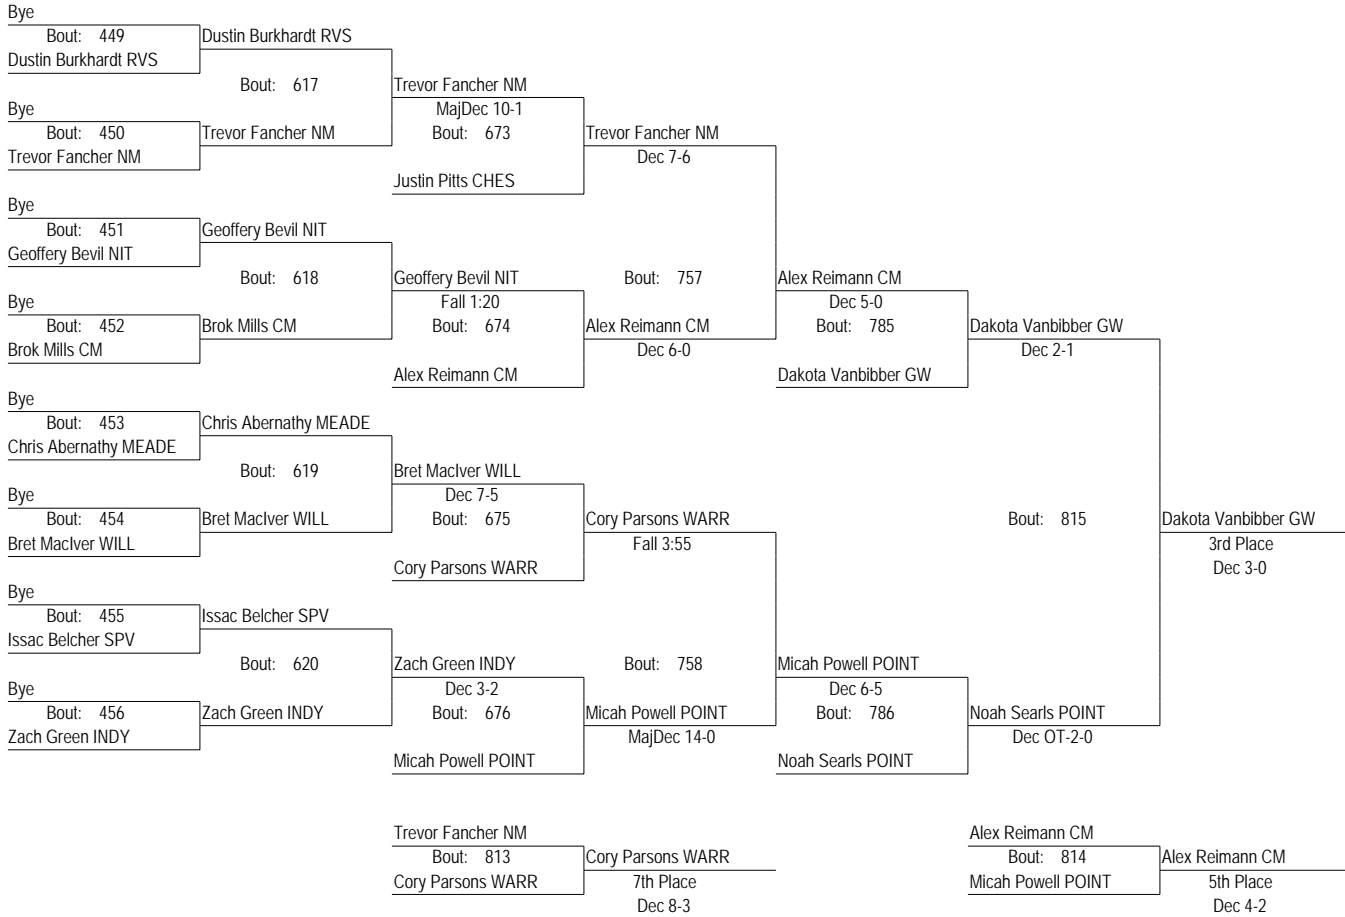 Bye
Bout: 449
Dustin Burkhardt RVS
Dustin Burkhardt RVS
Bout: 617
Trevor Fancher NM
Bye
MajDec 10-1
Bout: 450
Trevor Fancher NM
Bout: 673
Trevor Fancher NM
Trevor Fancher NM
Dec 7-6
Justin Pitts CHES
Bye
Bout: 451
Geoffery Bevil NIT
Geoffery Bevil NIT
Bout: 618
Geoffery Bevil NIT
Bout: 757
Alex Reimann CM
Bye
Fall 1:20
Dec 5-0
Bout: 452
Brok Mills CM
Bout: 674
Alex Reimann CM
Bout: 785
Dakota Vanbibber GW
Brok Mills CM
Dec 6-0
Dec 2-1
Alex Reimann CM
Dakota Vanbibber GW
Bye
Bout: 453
Chris Abernathy MEADE
Chris Abernathy MEADE
Bout: 619
Bret MacIver WILL
Bye
Dec 7-5
Bout: 454
Bret MacIver WILL
Bout: 675
Cory Parsons WARR
Bout: 815
Dakota Vanbibber GW
Bret MacIver WILL
Fall 3:55
3rd Place
Cory Parsons WARR
Dec 3-0
Bye
Bout: 455
Issac Belcher SPV
Issac Belcher SPV
Bout: 620
Zach Green INDY
Bout: 758
Micah Powell POINT
Bye
Dec 3-2
Dec 6-5
Bout: 456
Zach Green INDY
Bout: 676
Micah Powell POINT
Bout: 786
Noah Searls POINT
Zach Green INDY
MajDec 14-0
Dec OT-2-0
Micah Powell POINT
Noah Searls POINT
Trevor Fancher NM
Bout: 813
Cory Parsons WARR
Cory Parsons WARR
7th Place
Dec 8-3
Alex Reimann CM
Bout: 814
Alex Reimann CM
Micah Powell POINT
5th Place
Dec 4-2